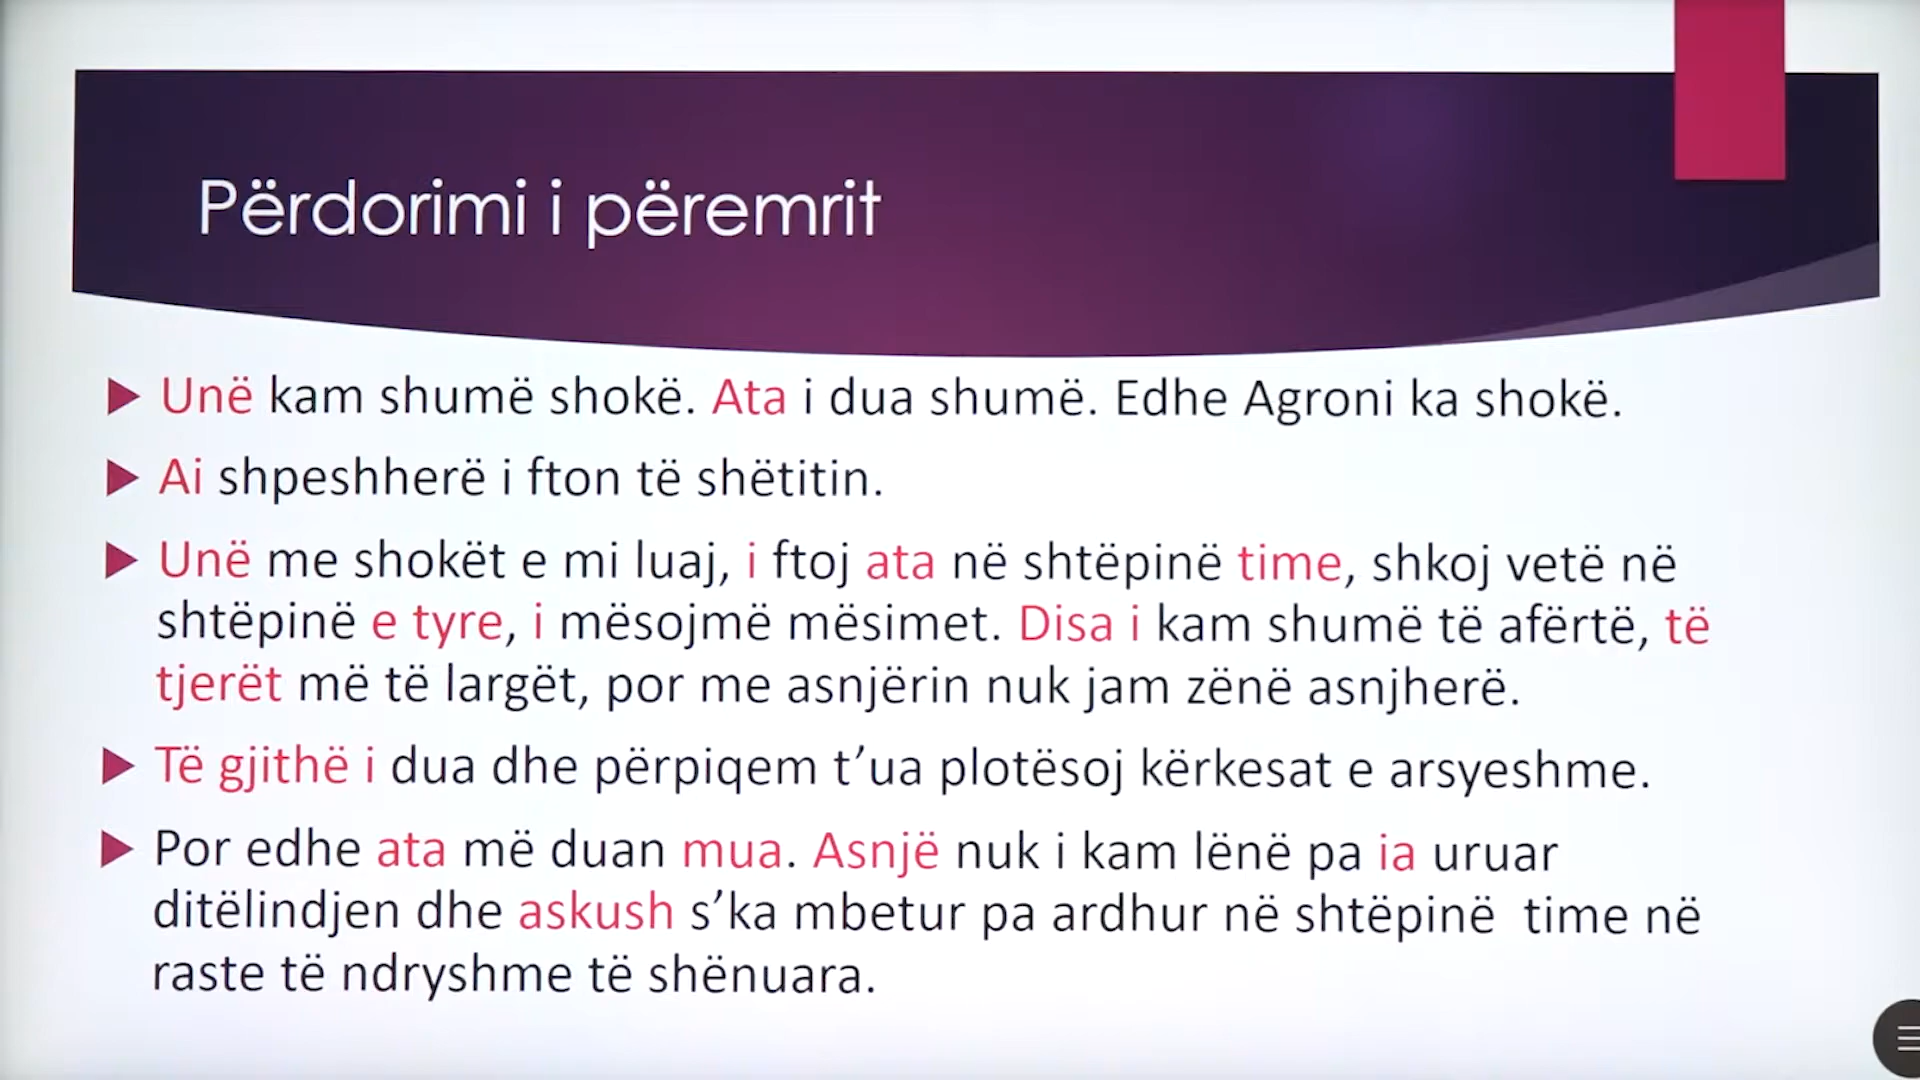 Përdorimi i përemrit
Unë kam shumë shokë. Ata i dua shumë. Edhe Agroni ka shokë.
Ai shpeshherë i fton të shëtitin.
Unë me shokët e mi luaj, i ftoj ata në shtëpinë time, shkoj vetë në
shtëpinë e tyre, i mësojmë mësimet. Disa i kam shumë të afërtë, të
tjerët më të largët, por me asnjërin nuk jam zënë asnjherë.
Të gjithë i dua dhe përpiqem t’ua plotësoj kërkesat e arsyeshme.
Por edhe ata më duan mua. Asnjë nuk i kam lënë pa ia uruar
ditëlindjen dhe askush s’ka mbetur pa ardhur në shtëpinë time në
raste të ndryshme të shënuara.